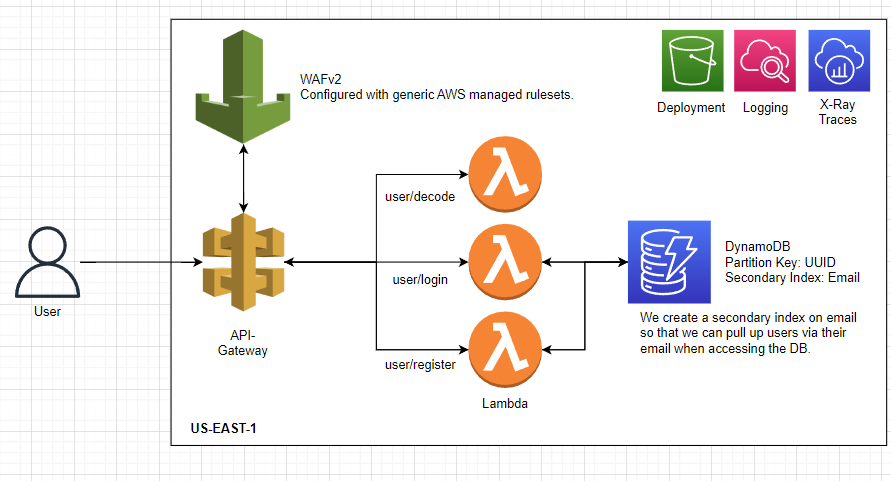 WAFv2
Configured with generic AWS managed rulesets.
Deployment
Logging
X-Ray
Traces
user/decode
user/login
user/register
Lambda
User
API-
Gateway
DynamoDB
Partition Key: UUID
Secondary Index: Email
We create a secondary index on email
so that we can pull up users via their
email when accessing the DB.
US-EAST-1